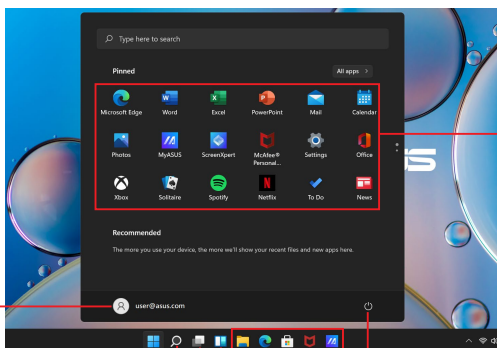 Type here to search
Pinned
All apps >
Microsoft Edge Word Excel PowerPoint Mail Calendar
Photos MyASUS ScreenXpert McAfee® Personal... Settings Office
Xbox Solitaire Spotify Netflix To Do News
Recommended
The more you use your device, the more we'll show your recent files and new apps here.
user@asus.com